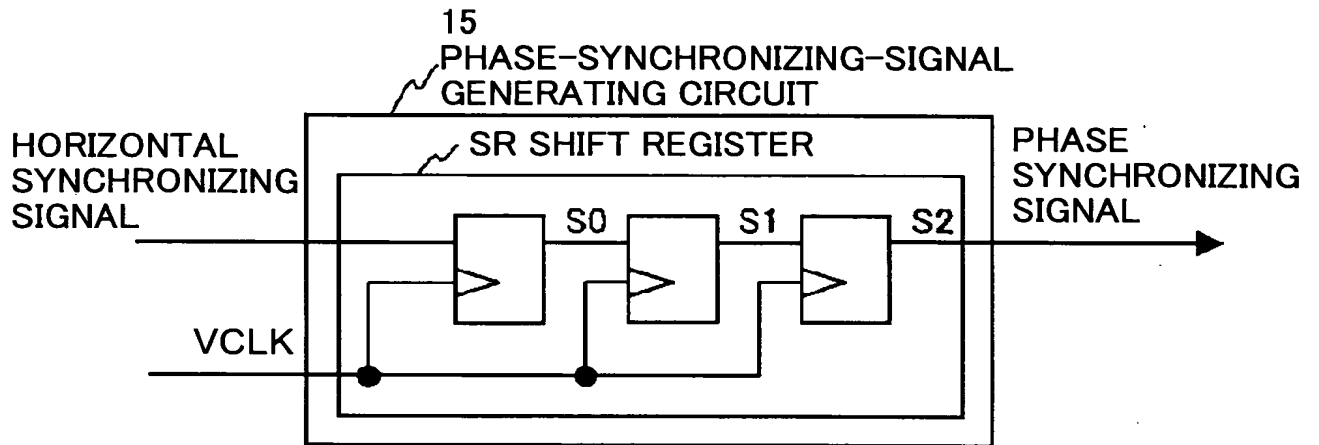 15
PHASE-SYNCHRONIZING-SIGNAL
GENERATING CIRCUIT
SR SHIFT REGISTER
HORIZONTAL
SYNCHRONIZING
SIGNAL
PHASE
SYNCHRONIZING
SIGNAL
S0 S1 S2
VCLK